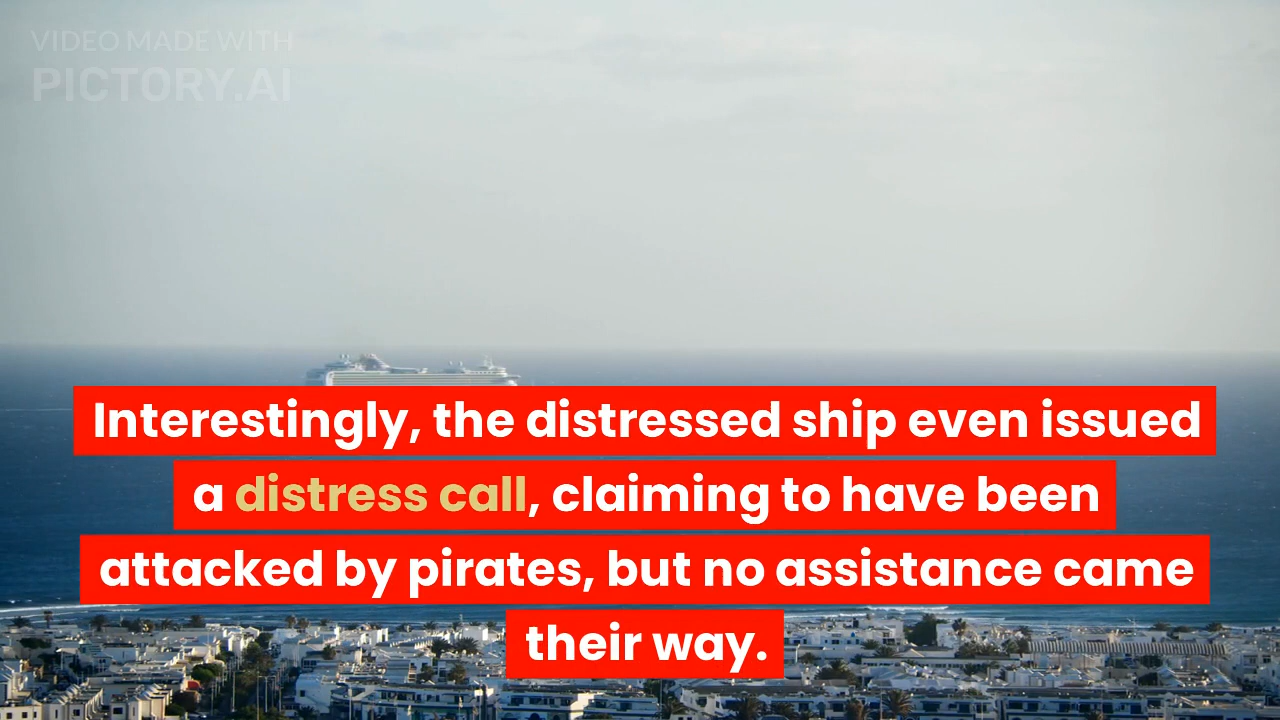 VIDEO MADE WITH
PICTORY.AI
Interestingly, the distressed ship even issued
a distress call, claiming to have been
attacked by pirates, but no assistance came
their way.